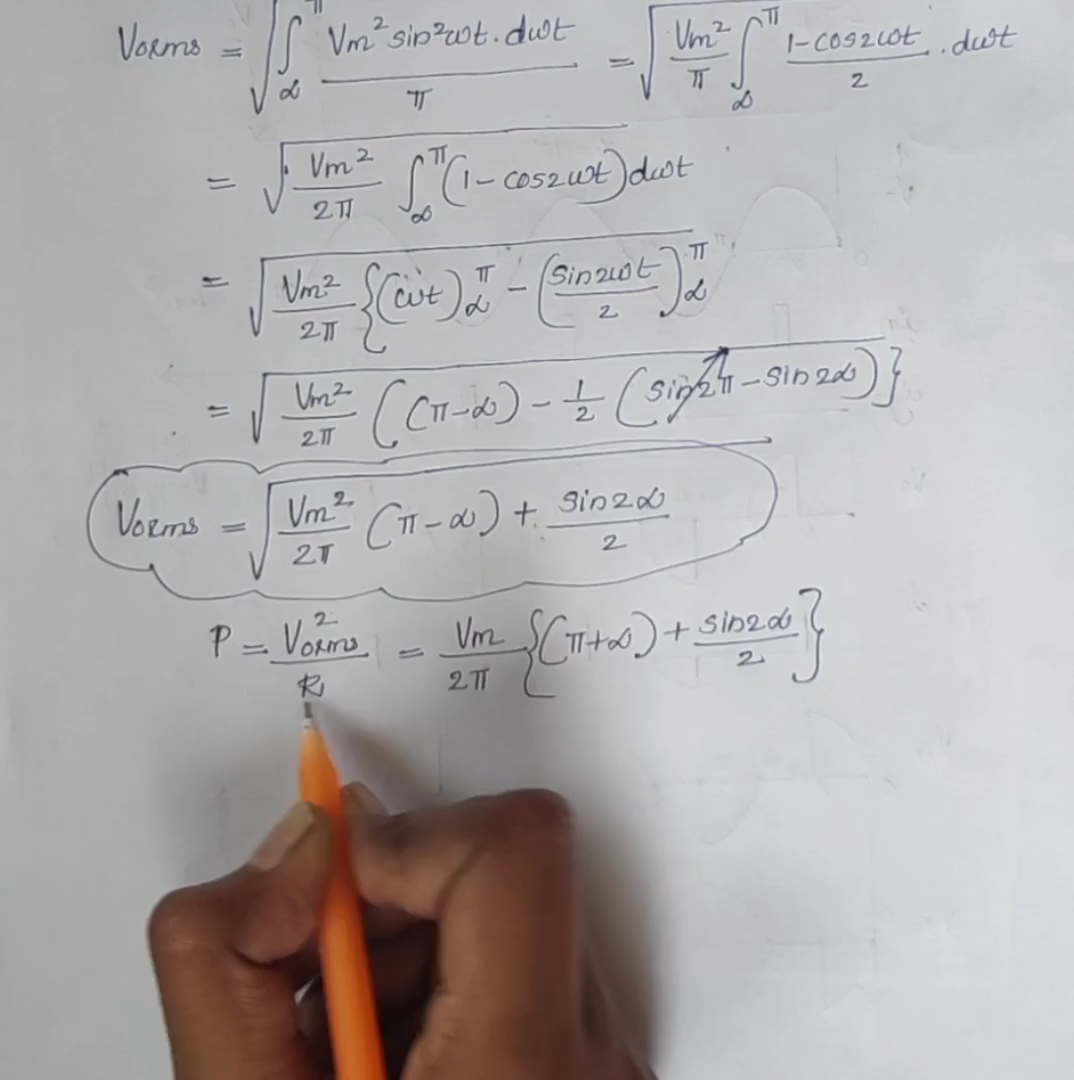 Vorms = √∫_α^π Vm² sin²ωt . dωt / π = √Vm²/π ∫_α^π 1-cos2ωt / 2 . dωt
= √Vm²/2π ∫_α^π (1-cos2ωt) dωt
= √Vm²/2π {(ωt)_α^π - (sin2ωt/2)_α^π
= √Vm²/2π ((π-α) - 1/2 (sin2π - sin2α)}
Vorms = √Vm²/2π (π-α) + sin2α/2
P = Vorms²/R = Vm/2π {(π+α) + sin2α/2}